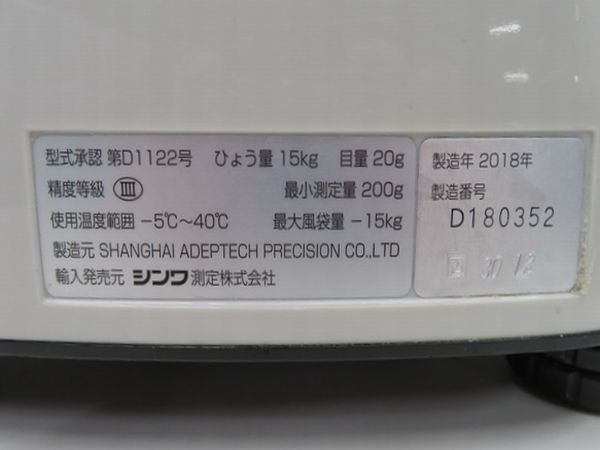 型式承認 第D1122号 ひょう量 15kg 目量 20g
精度等級 Ⅲ 最小測定量 200g
使用温度範囲 −5℃~40℃ 最大風袋量 −15kg
製造元 SHANGHAI ADEPTECH PRECISION CO.,LTD
輸入発売元 シンワ測定株式会社
製造年 2018年
製造番号
D180352
30 12